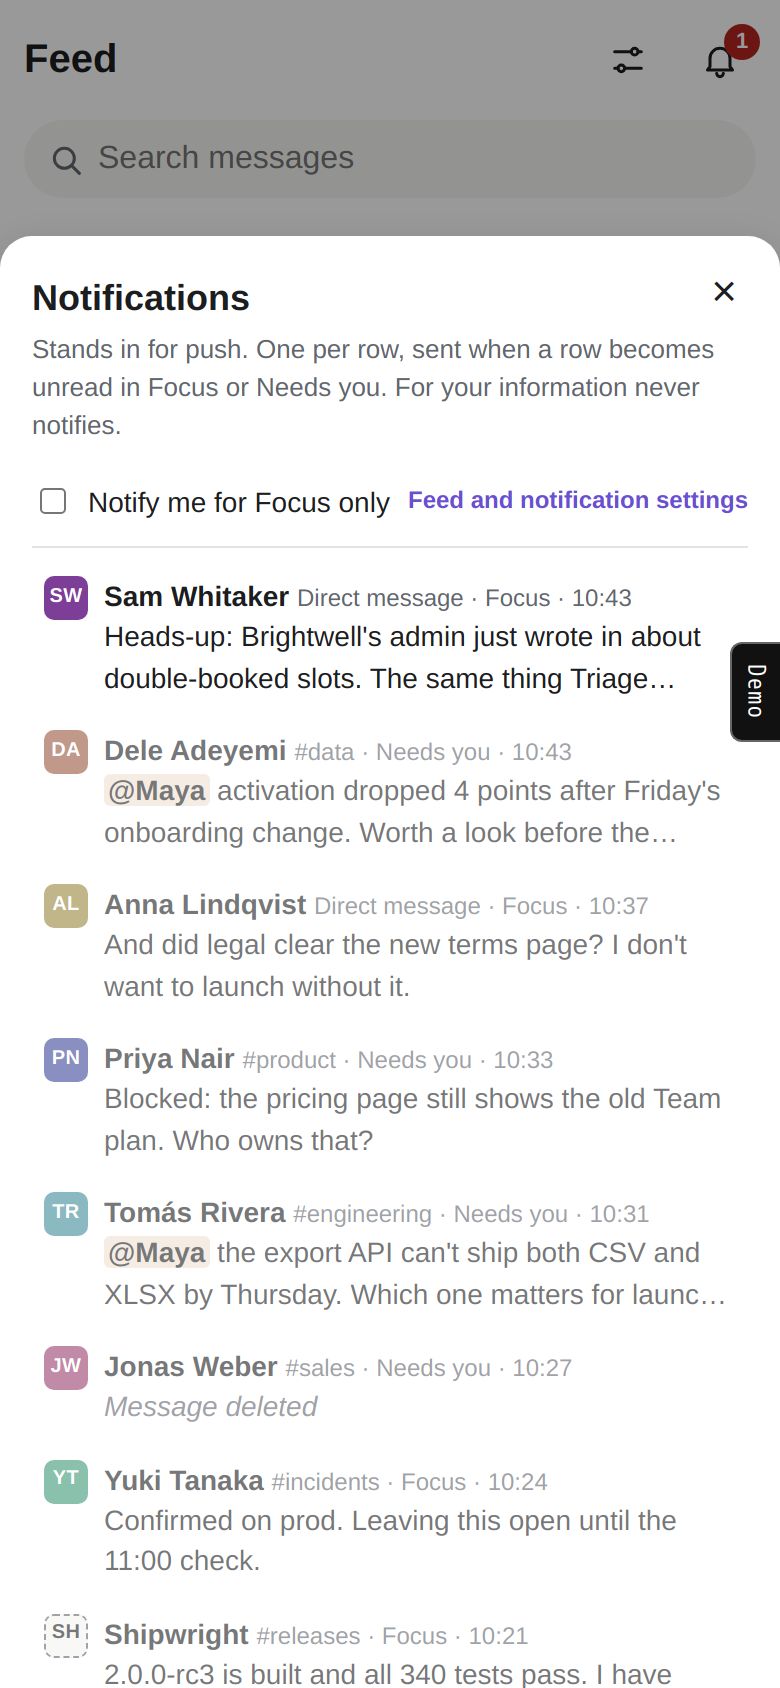 Feed
1
Search messages
Notifications
Stands in for push. One per row, sent when a row becomes
unread in Focus or Needs you. For your information never
notifies.
Notify me for Focus only
Feed and notification settings
SW
Sam Whitaker Direct message · Focus · 10:43
Heads-up: Brightwell's admin just wrote in about
double-booked slots. The same thing Triage…
Demo
DA
Dele Adeyemi #data · Needs you · 10:43
@Maya activation dropped 4 points after Friday's
onboarding change. Worth a look before the…
AL
Anna Lindqvist Direct message · Focus · 10:37
And did legal clear the new terms page? I don't
want to launch without it.
PN
Priya Nair #product · Needs you · 10:33
Blocked: the pricing page still shows the old Team
plan. Who owns that?
TR
Tomás Rivera #engineering · Needs you · 10:31
@Maya the export API can't ship both CSV and
XLSX by Thursday. Which one matters for launc…
JW
Jonas Weber #sales · Needs you · 10:27
Message deleted
YT
Yuki Tanaka #incidents · Focus · 10:24
Confirmed on prod. Leaving this open until the
11:00 check.
SH
Shipwright #releases · Focus · 10:21
2.0.0-rc3 is built and all 340 tests pass. I have